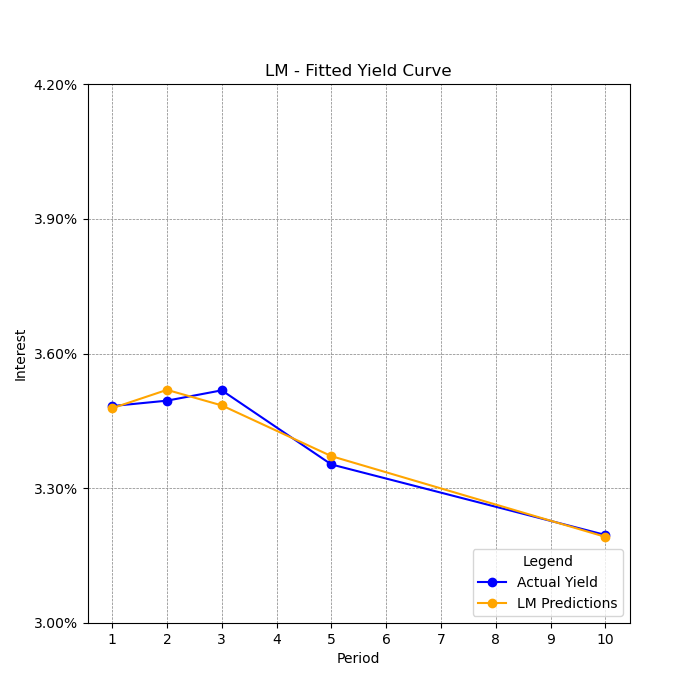 LM - Fitted Yield Curve
4.20%
3.90%
3.60%
3.30%
3.00%
Interest
Legend
Actual Yield
LM Predictions
1 2 3 4 5 6 7 8 9 10
Period